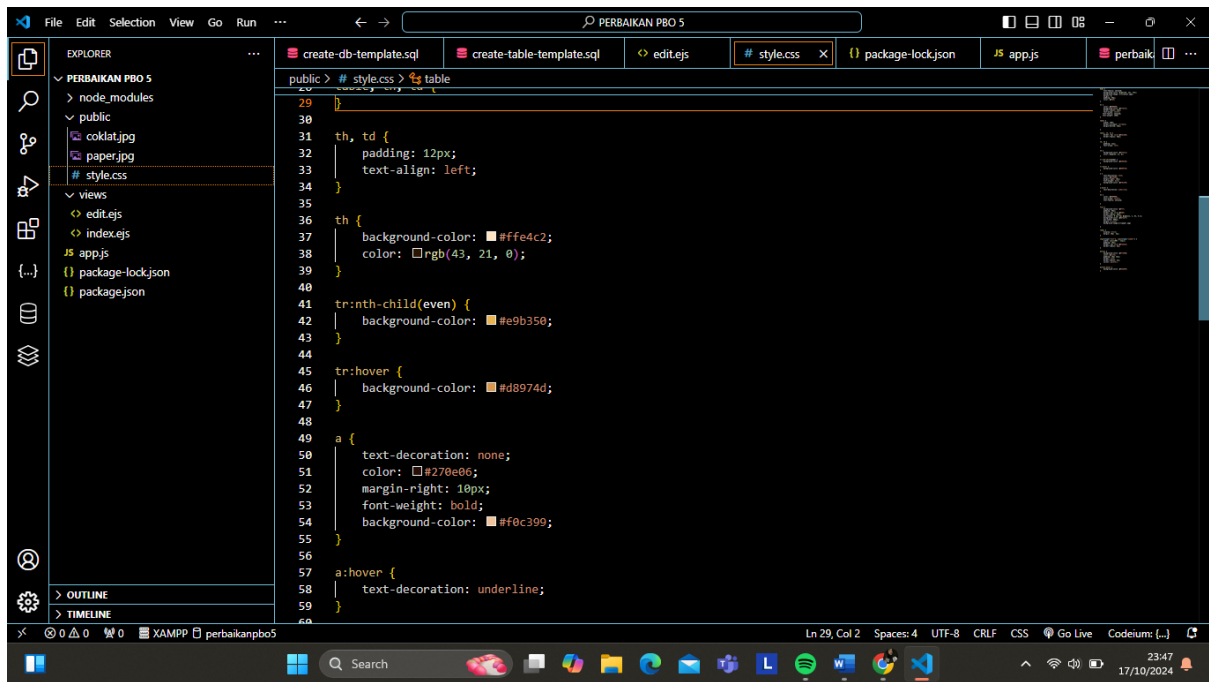 File Edit Selection View Go Run ··· PERBAIKAN PBO 5
EXPLORER ···
PERBAIKAN PBO 5
node_modules
public
coklat.jpg
paper.jpg
# style.css
views
<> edit.ejs
<> index.ejs
JS app.js
{} package-lock.json
{} package.json
OUTLINE
TIMELINE
create-db-template.sql create-table-template.sql <> edit.ejs # style.css × {} package-lock.json JS app.js perbaik ···
public > # style.css > table
28 table, th, td {
29 }
30
31 th, td {
32 padding: 12px;
33 text-align: left;
34 }
35
36 th {
37 background-color: #ffe4c2;
38 color: rgb(43, 21, 0);
39 }
40
41 tr:nth-child(even) {
42 background-color: #e9b350;
43 }
44
45 tr:hover {
46 background-color: #d8974d;
47 }
48
49 a {
50 text-decoration: none;
51 color: #270e06;
52 margin-right: 10px;
53 font-weight: bold;
54 background-color: #f0c399;
55 }
56
57 a:hover {
58 text-decoration: underline;
59 }
60
0 0 0 XAMPP perbaikanpbo5 Ln 29, Col 2 Spaces: 4 UTF-8 CRLF CSS Go Live Codeium: {...}
Search
23:47
17/10/2024